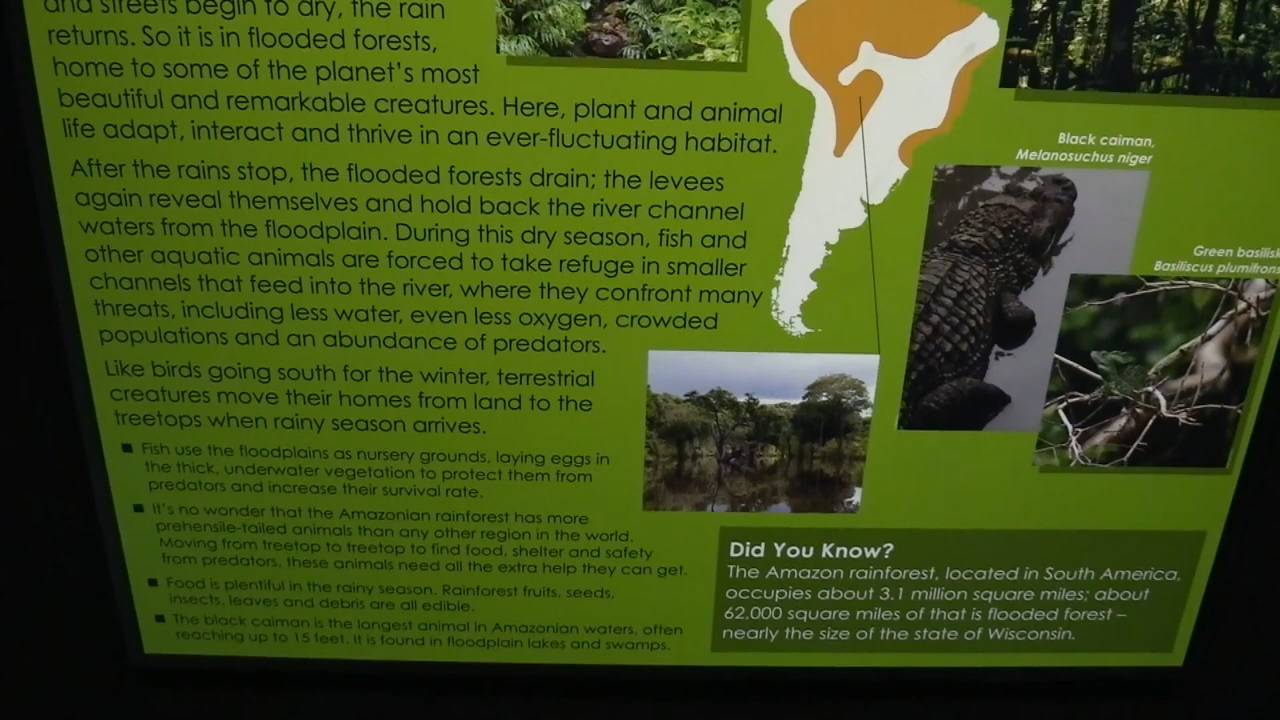 and streets begin to dry, the rain
returns. So it is in flooded forests,
home to some of the planet's most
beautiful and remarkable creatures. Here, plant and animal
life adapt, interact and thrive in an ever-fluctuating habitat.
After the rains stop, the flooded forests drain; the levees
again reveal themselves and hold back the river channel
waters from the floodplain. During this dry season, fish and
other aquatic animals are forced to take refuge in smaller
channels that feed into the river, where they confront many
threats, including less water, even less oxygen, crowded
populations and an abundance of predators.
Like birds going south for the winter, terrestrial
creatures move their homes from land to the
treetops when rainy season arrives.
■ Fish use the floodplains as nursery grounds, laying eggs in
the thick, underwater vegetation to protect them from
predators and increase their survival rate.
■ It's no wonder that the Amazonian rainforest has more
prehensile-tailed animals than any other region in the world.
Moving from treetop to treetop to find food, shelter and safety
from predators, these animals need all the extra help they can get.
■ Food is plentiful in the rainy season. Rainforest fruits, seeds,
insects, leaves and debris are all edible.
■ The black caiman is the longest animal in Amazonian waters, often
reaching up to 15 feet. It is found in floodplain lakes and swamps.
Black caiman,
Melanosuchus niger
Green basilisk
Basiliscus plumifrons
Did You Know?
The Amazon rainforest, located in South America,
occupies about 3.1 million square miles; about
62,000 square miles of that is flooded forest –
nearly the size of the state of Wisconsin.